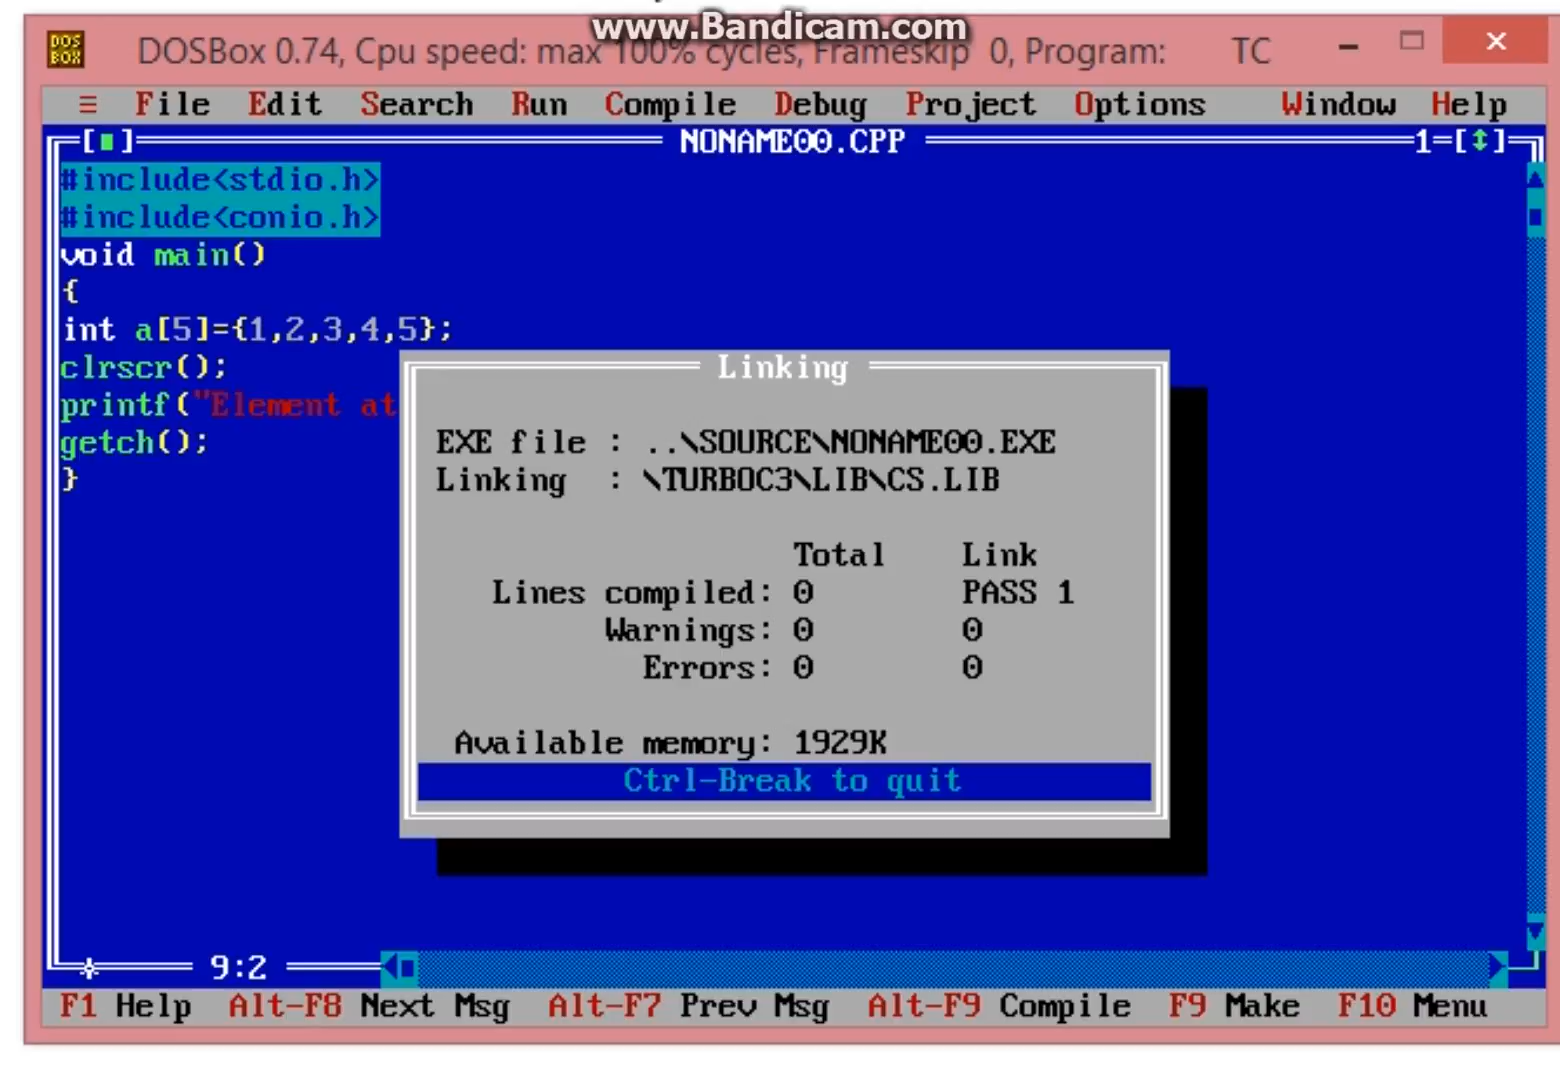 www.Bandicam.com
DOS
BOX
DOSBox 0.74, Cpu speed: max 100% cycles, Frameskip 0, Program: TC
≡ File Edit Search Run Compile Debug Project Options Window Help
[■] NONAME00.CPP 1=[↕]
#include<stdio.h>
#include<conio.h>
void main()
{
int a[5]={1,2,3,4,5};
clrscr();
printf("Element at
getch();
}
Linking
EXE file : ..\SOURCE\NONAME00.EXE
Linking : \TURBOC3\LIB\CS.LIB
Total Link
Lines compiled: 0 PASS 1
Warnings: 0 0
Errors: 0 0
Available memory: 1929K
Ctrl-Break to quit
9:2
F1 Help Alt-F8 Next Msg Alt-F7 Prev Msg Alt-F9 Compile F9 Make F10 Menu